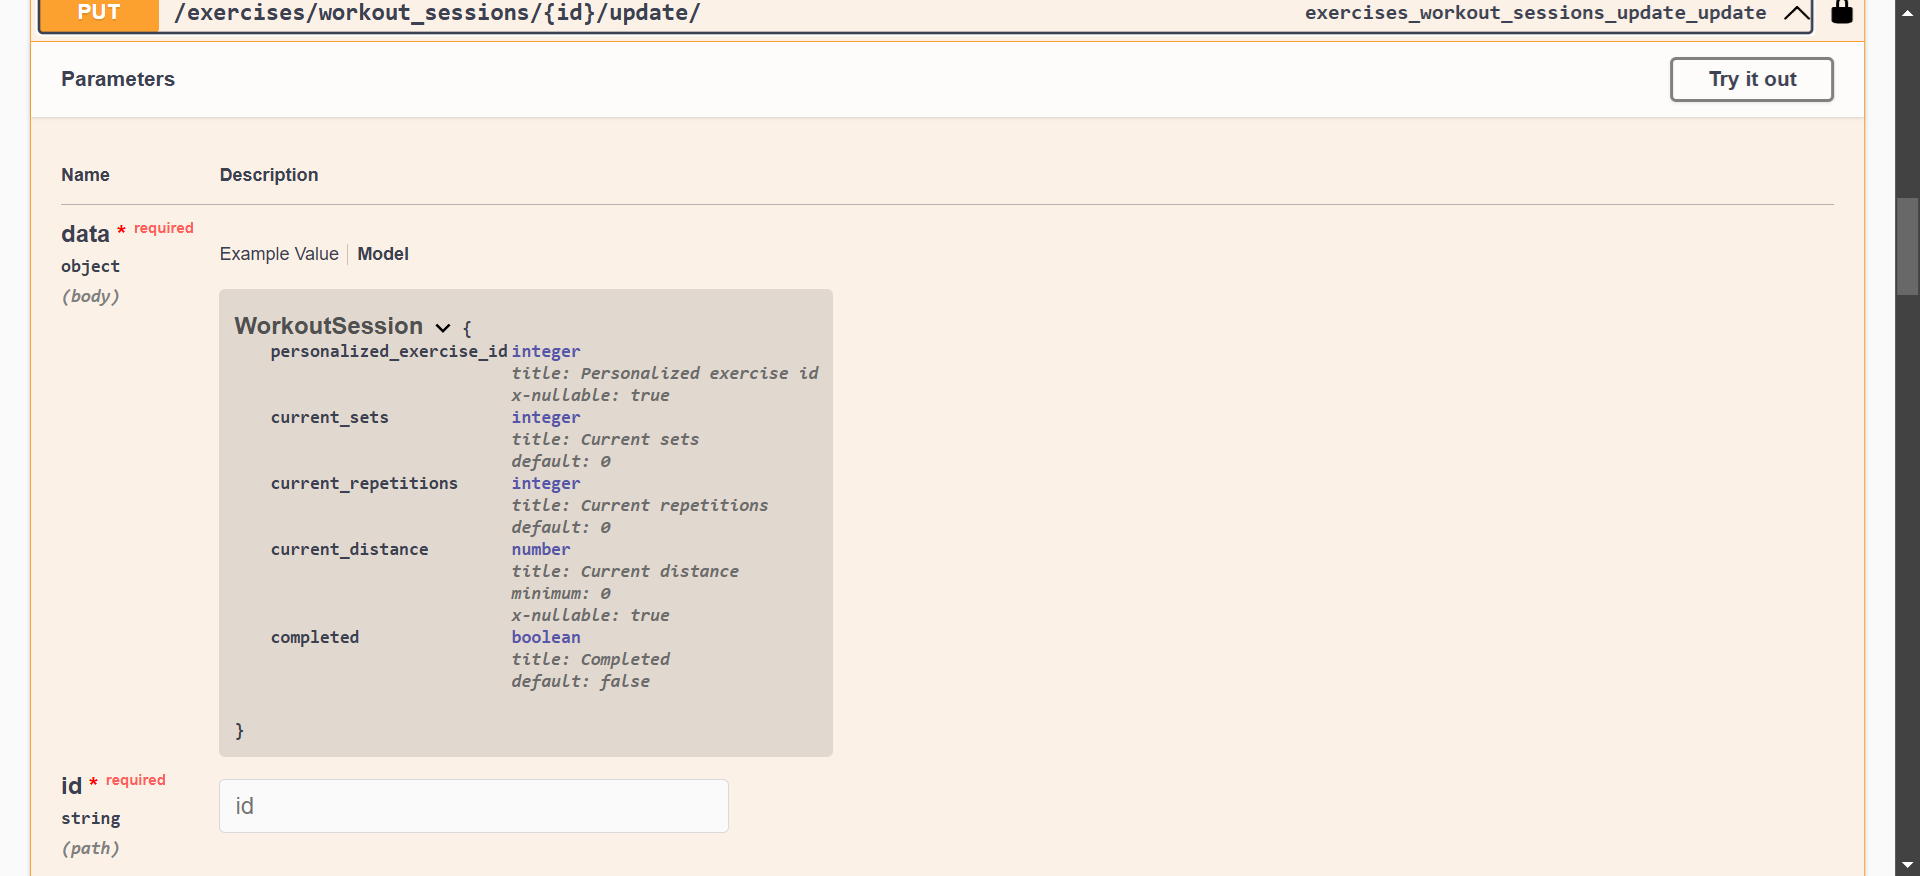 PUT /exercises/workout_sessions/{id}/update/ exercises_workout_sessions_update_update
Parameters Try it out
Name Description
data * required
object
(body)
Example Value Model
WorkoutSession {
personalized_exercise_id integer
title: Personalized exercise id
x-nullable: true
current_sets integer
title: Current sets
default: 0
current_repetitions integer
title: Current repetitions
default: 0
current_distance number
title: Current distance
minimum: 0
x-nullable: true
completed boolean
title: Completed
default: false
}
id * required
string
(path)
id